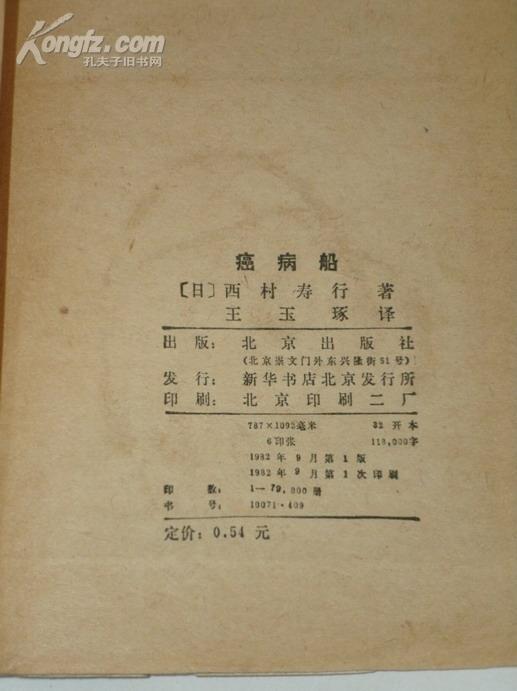 Kongfz.com
孔夫子旧书网
癌病船
〔日〕西村寿行 著
王玉琢 译
出版：北京出版社
(北京崇文门外东兴隆街51号)
发行：新华书店北京发行所
印刷：北京印刷二厂
787×1092毫米 32开本
6印张 118,000字
1982年9月第1版
1982年9月第1次印刷
印数：1—79,800册
书号：10071·409
定价：0.54元